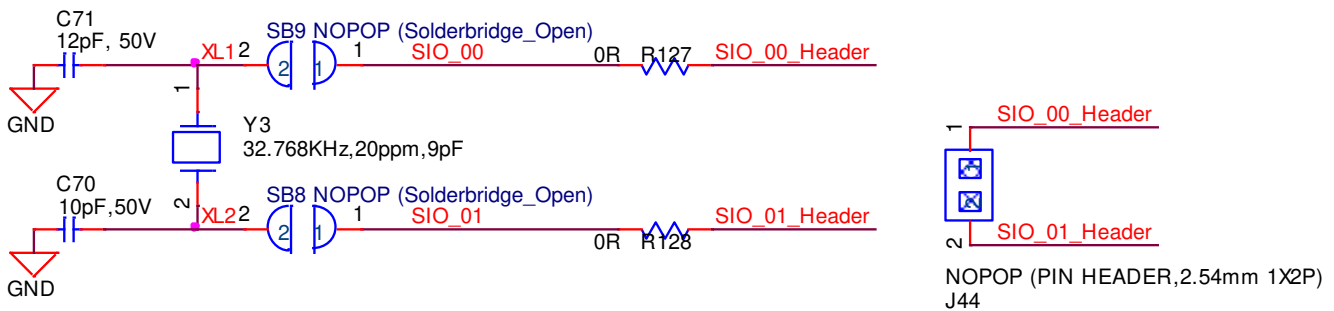 C71
12pF, 50V
SB9 NOPOP (Solderbridge_Open)
XL1 2
2 1
1
SIO_00
0R R127
SIO_00_Header
GND
1
Y3
32.768KHz,20ppm,9pF
2
C70
10pF,50V
SB8 NOPOP (Solderbridge_Open)
XL2 2
2 1
1
SIO_01
0R R128
SIO_01_Header
GND
1
SIO_00_Header
1
2
2
SIO_01_Header
NOPOP (PIN HEADER,2.54mm 1X2P)
J44